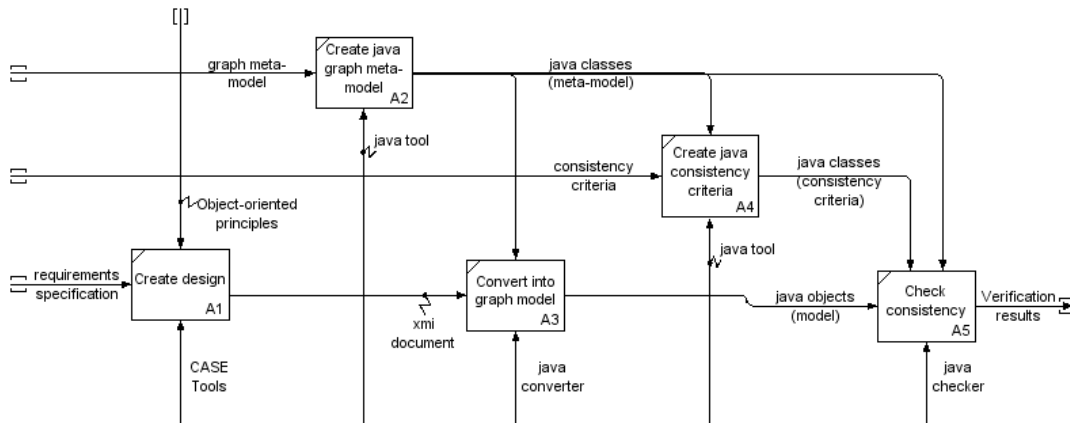 Create java
graph meta-
model
A2
graph meta-
model
java classes
(meta-model)
java tool
consistency
criteria
Create java
consistency
criteria
A4
java classes
(consistency
criteria)
Object-oriented
principles
java tool
requirements
specification
Create design
A1
xmi
document
Convert into
graph model
A3
java objects
(model)
Check
consistency
A5
Verification
results
CASE
Tools
java
converter
java
checker